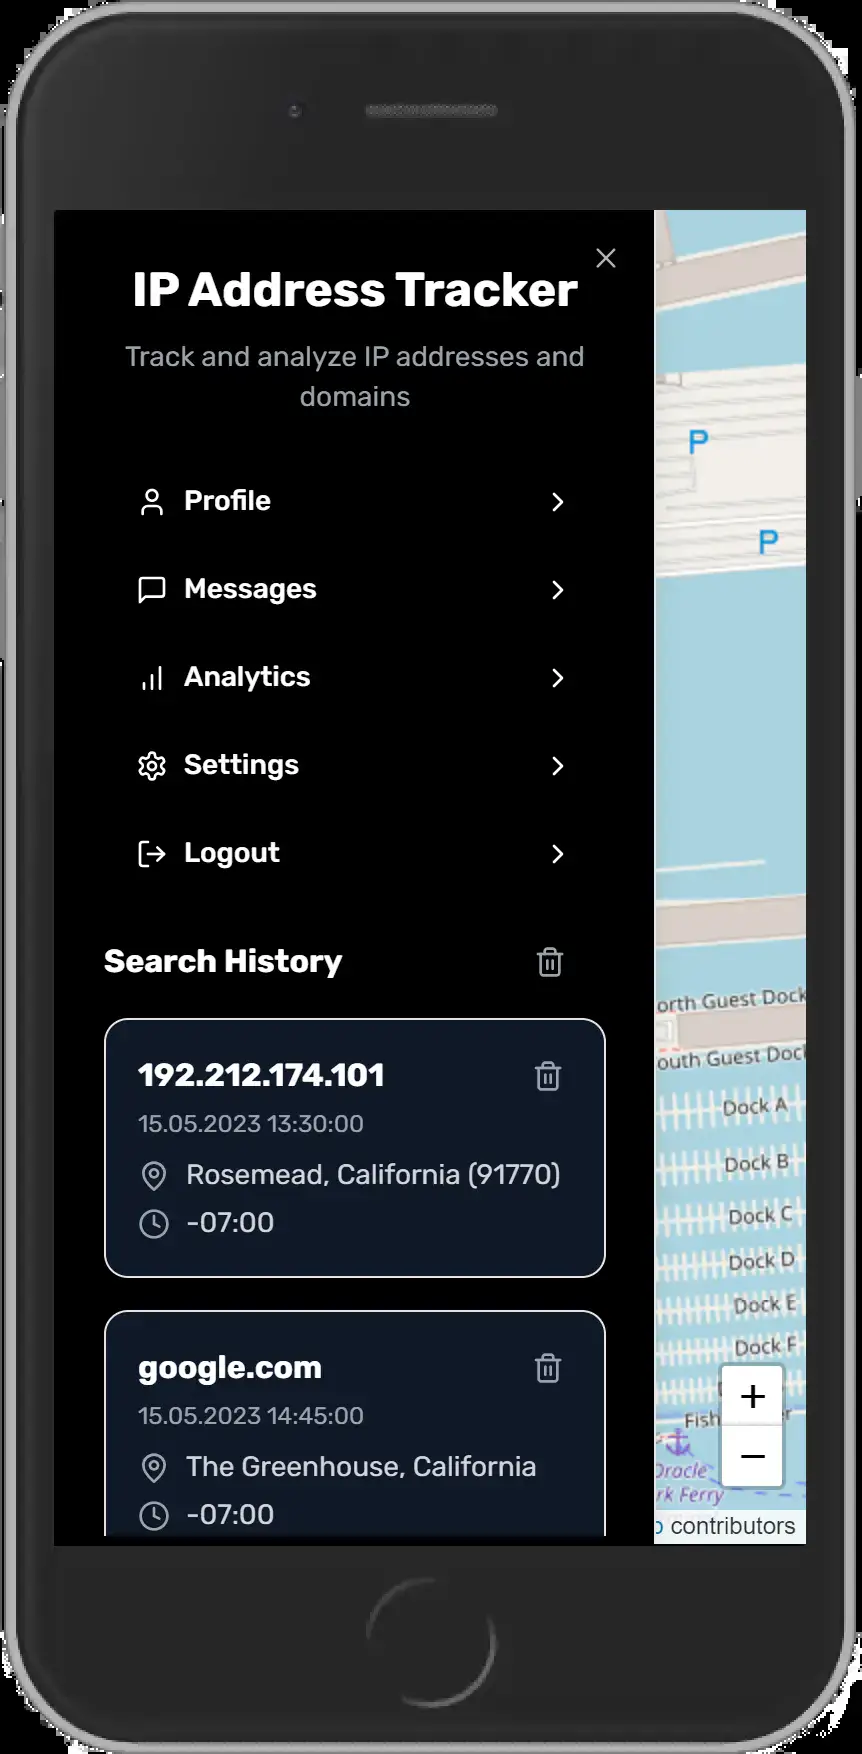 IP Address Tracker
Track and analyze IP addresses and
domains
Profile
Messages
Analytics
Settings
Logout
Search History
192.212.174.101
15.05.2023 13:30:00
Rosemead, California (91770)
-07:00
google.com
15.05.2023 14:45:00
The Greenhouse, California
-07:00
P
P
orth Guest Dock
outh Guest Doc
Dock A
Dock B
Dock C
Dock D
Dock E
Dock F
Fish
Oracle
rk Ferry
+
−
contributors